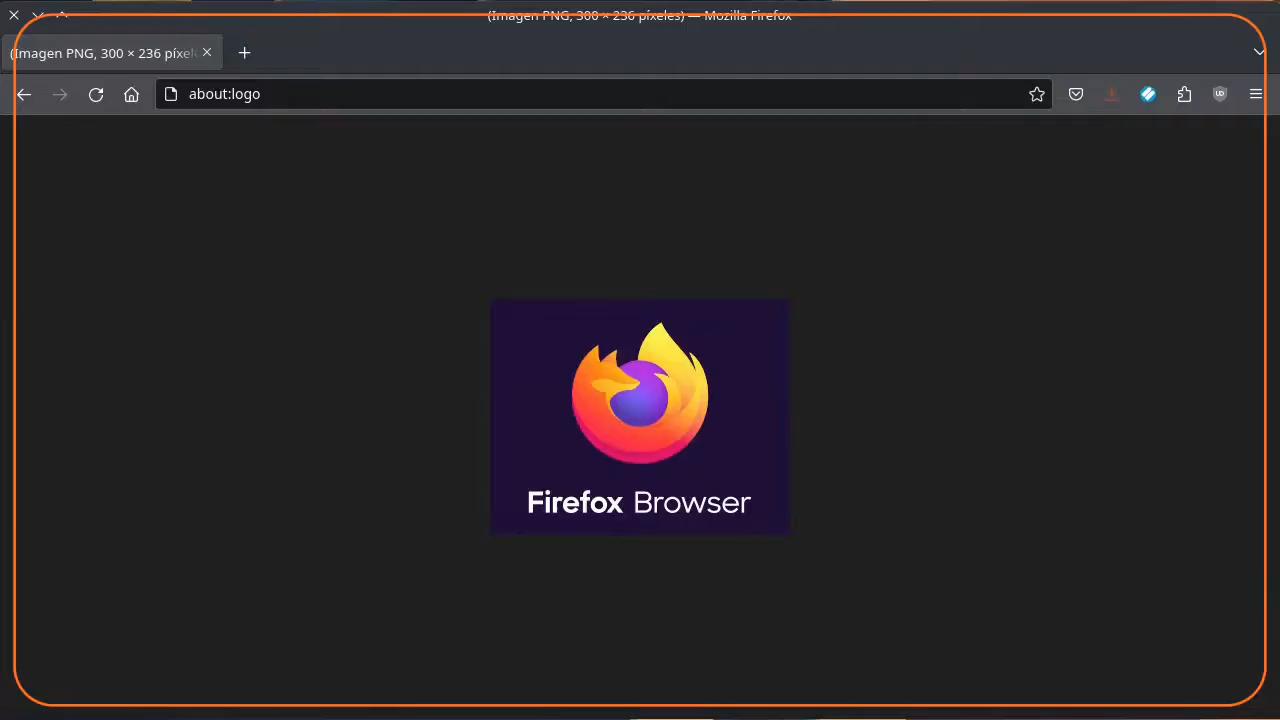 (Imagen PNG, 300 × 236 píxeles) — Mozilla Firefox
(Imagen PNG, 300 × 236 píxel
about:logo
Firefox Browser